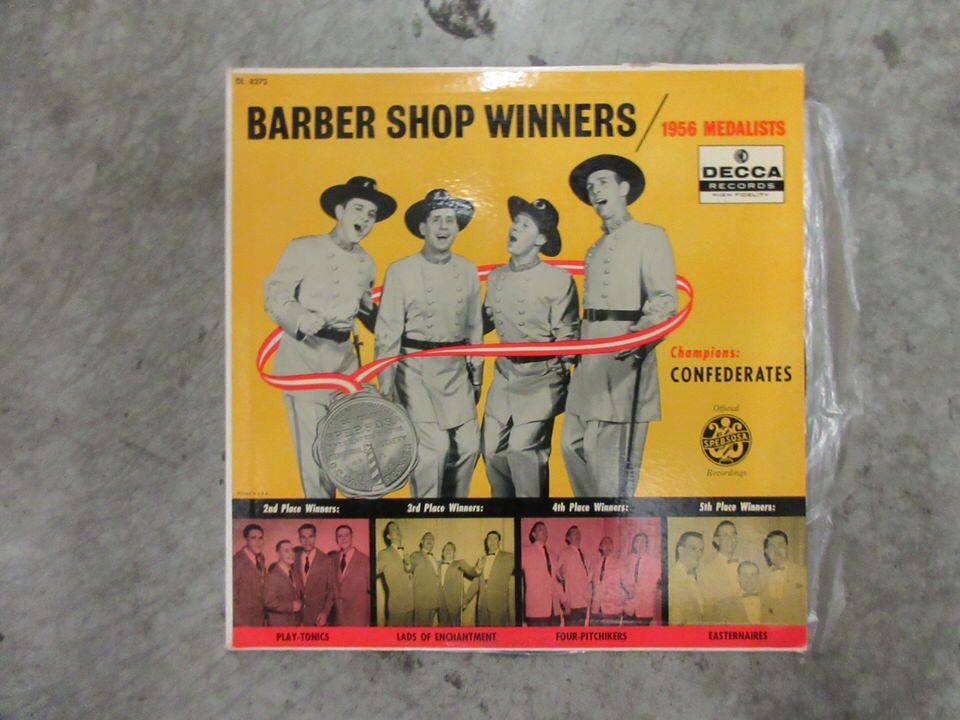 DL 8272
BARBER SHOP WINNERS / 1956 MEDALISTS
DECCA
RECORDS
HIGH FIDELITY
Champions:
CONFEDERATES
Official
SPEBSQSA
Recordings
2nd Place Winners: 3rd Place Winners: 4th Place Winners: 5th Place Winners:
PLAY-TONICS LADS OF ENCHANTMENT FOUR-PITCHIKERS EASTERNAIRES